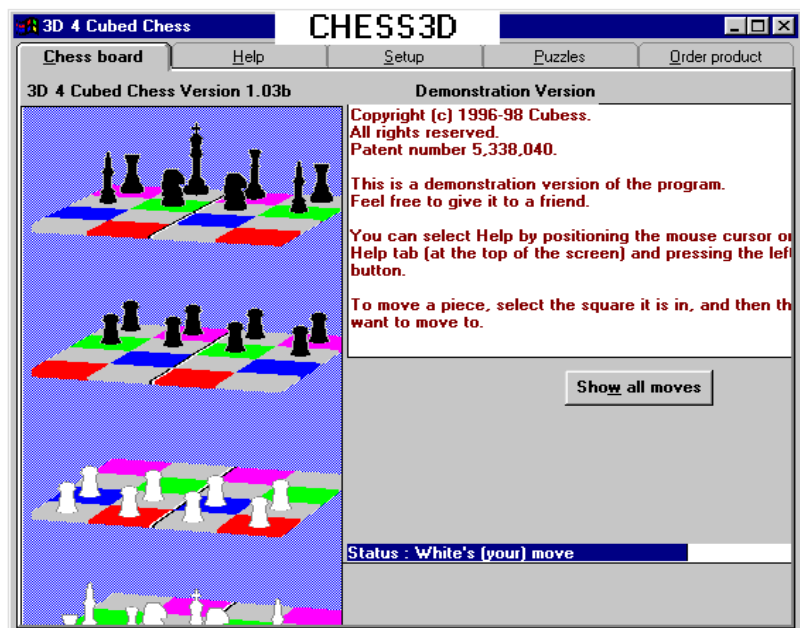 3D 4 Cubed Chess
CHESS3D
Chess board
Help
Setup
Puzzles
Order product
3D 4 Cubed Chess Version 1.03b
Demonstration Version
Copyright (c) 1996-98 Cubess.
All rights reserved.
Patent number 5,338,040.
This is a demonstration version of the program.
Feel free to give it to a friend.
You can select Help by positioning the mouse cursor
Help tab (at the top of the screen) and pressing the
button.
To move a piece, select the square it is in, and then
want to move to.
Show all moves
Status : White's (your) move